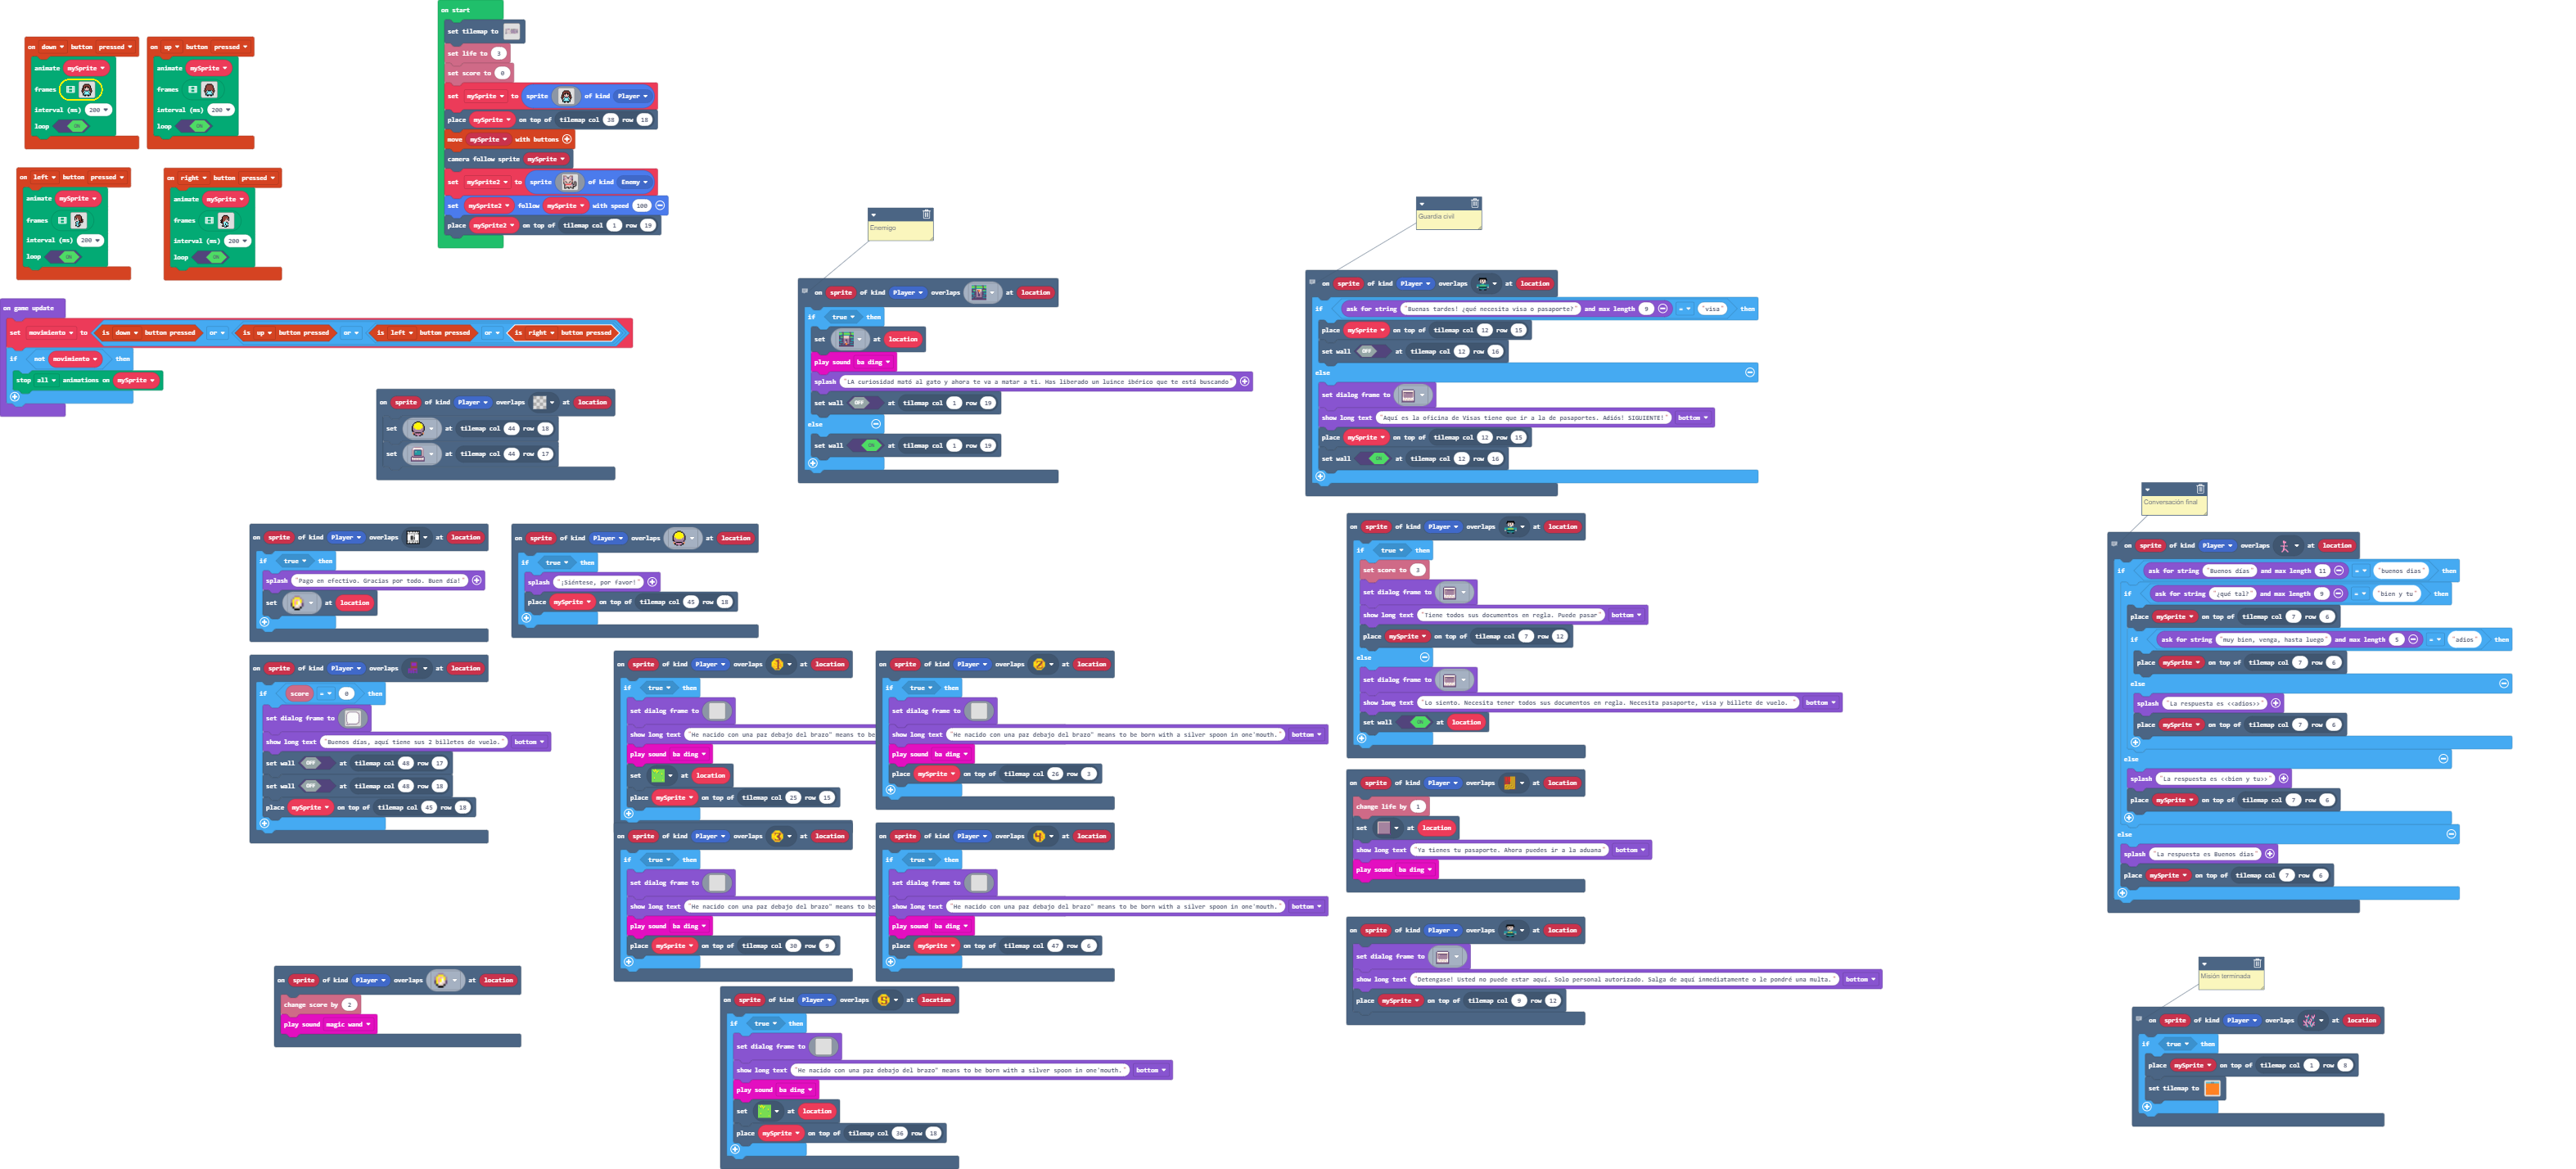 on down button pressed
animate mySprite
frames
interval (ms) 200
loop ON
on up button pressed
animate mySprite
frames
interval (ms) 200
loop ON
on left button pressed
animate mySprite
frames
interval (ms) 200
loop ON
on right button pressed
animate mySprite
frames
interval (ms) 200
loop ON
on start
set tilemap to
set life to 3
set score to 0
set mySprite to sprite of kind Player
place mySprite on top of tilemap col 38 row 18
move mySprite with buttons
camera follow sprite mySprite
set mySprite2 to sprite of kind Enemy
set mySprite2 follow mySprite with speed 100
place mySprite2 on top of tilemap col 1 row 19
on game update
set movimiento to is down button pressed or is up button pressed or is left button pressed or is right button pressed
if not movimiento then
stop all animations on mySprite
on sprite of kind Player overlaps at location
set at tilemap col 44 row 18
set at tilemap col 44 row 17
Enemigo
on sprite of kind Player overlaps at location
if true then
set at location
play sound ba ding
splash "LA curiosidad mató al gato y ahora te va a matar a ti. Has liberado un luince ibérico que te está buscando"
set wall OFF at tilemap col 1 row 19
else
set wall ON at tilemap col 1 row 19
Guardia civil
on sprite of kind Player overlaps at location
if ask for string "Buenas tardes! ¿qué necesita visa o pasaporte?" and max length 9 = "visa" then
place mySprite on top of tilemap col 12 row 15
set wall OFF at tilemap col 12 row 16
else
set dialog frame to
show long text "Aquí es la oficina de Visas tiene que ir a la de pasaportes. Adiós! SIGUIENTE!" bottom
place mySprite on top of tilemap col 12 row 15
set wall ON at tilemap col 12 row 16
on sprite of kind Player overlaps at location
if true then
splash "Pago en efectivo. Gracias por todo. Buen día!"
set at location
on sprite of kind Player overlaps at location
if true then
splash "¡Siéntese, por favor!"
place mySprite on top of tilemap col 45 row 18
on sprite of kind Player overlaps at location
if score = 0 then
set dialog frame to
show long text "Buenos días, aquí tiene sus 2 billetes de vuelo." bottom
set wall OFF at tilemap col 48 row 17
set wall OFF at tilemap col 48 row 18
place mySprite on top of tilemap col 45 row 18
on sprite of kind Player overlaps 1 at location
if true then
set dialog frame to
show long text "He nacido con una paz debajo del brazo" means to be
play sound ba ding
set at location
place mySprite on top of tilemap col 25 row 15
on sprite of kind Player overlaps 2 at location
if true then
set dialog frame to
show long text "He nacido con una paz debajo del brazo" means to be born with a silver spoon in one'mouth." bottom
play sound ba ding
place mySprite on top of tilemap col 26 row 3
on sprite of kind Player overlaps 3 at location
if true then
set dialog frame to
show long text "He nacido con una paz debajo del brazo" means to be
play sound ba ding
place mySprite on top of tilemap col 30 row 9
on sprite of kind Player overlaps 4 at location
if true then
set dialog frame to
show long text "He nacido con una paz debajo del brazo" means to be born with a silver spoon in one'mouth." bottom
play sound ba ding
place mySprite on top of tilemap col 47 row 6
on sprite of kind Player overlaps at location
change score by 2
play sound magic wand
on sprite of kind Player overlaps 5 at location
if true then
set dialog frame to
show long text "He nacido con una paz debajo del brazo" means to be born with a silver spoon in one'mouth." bottom
play sound ba ding
set at location
place mySprite on top of tilemap col 36 row 18
on sprite of kind Player overlaps at location
if true then
set score to 3
set dialog frame to
show long text "Tiene todos sus documentos en regla. Puede pasar" bottom
place mySprite on top of tilemap col 7 row 12
else
set dialog frame to
show long text "Lo siento. Necesita tener todos sus documentos en regla. Necesita pasaporte, visa y billete de vuelo. " bottom
set wall ON at location
on sprite of kind Player overlaps at location
change life by 1
set at location
show long text "Ya tienes tu pasaporte. Ahora puedes ir a la aduana" bottom
play sound ba ding
on sprite of kind Player overlaps at location
set dialog frame to
show long text "Detengase! Usted no puede estar aquí. Solo personal autorizado. Salga de aquí inmediatamente o le pondré una multa." bottom
place mySprite on top of tilemap col 9 row 12
Conversación final
on sprite of kind Player overlaps at location
if ask for string "Buenos días" and max length 11 = "buenos dias" then
if ask for string "¿qué tal?" and max length 9 = "bien y tu" then
place mySprite on top of tilemap col 7 row 6
if ask for string "muy bien, venga, hasta luego" and max length 5 = "adios" then
place mySprite on top of tilemap col 7 row 6
else
splash "La respuesta es <<adios>>"
place mySprite on top of tilemap col 7 row 6
else
splash "La respuesta es <<bien y tu>>"
place mySprite on top of tilemap col 7 row 6
else
splash "La respuesta es Buenos dias"
place mySprite on top of tilemap col 7 row 6
Misión terminada
on sprite of kind Player overlaps at location
if true then
place mySprite on top of tilemap col 1 row 8
set tilemap to